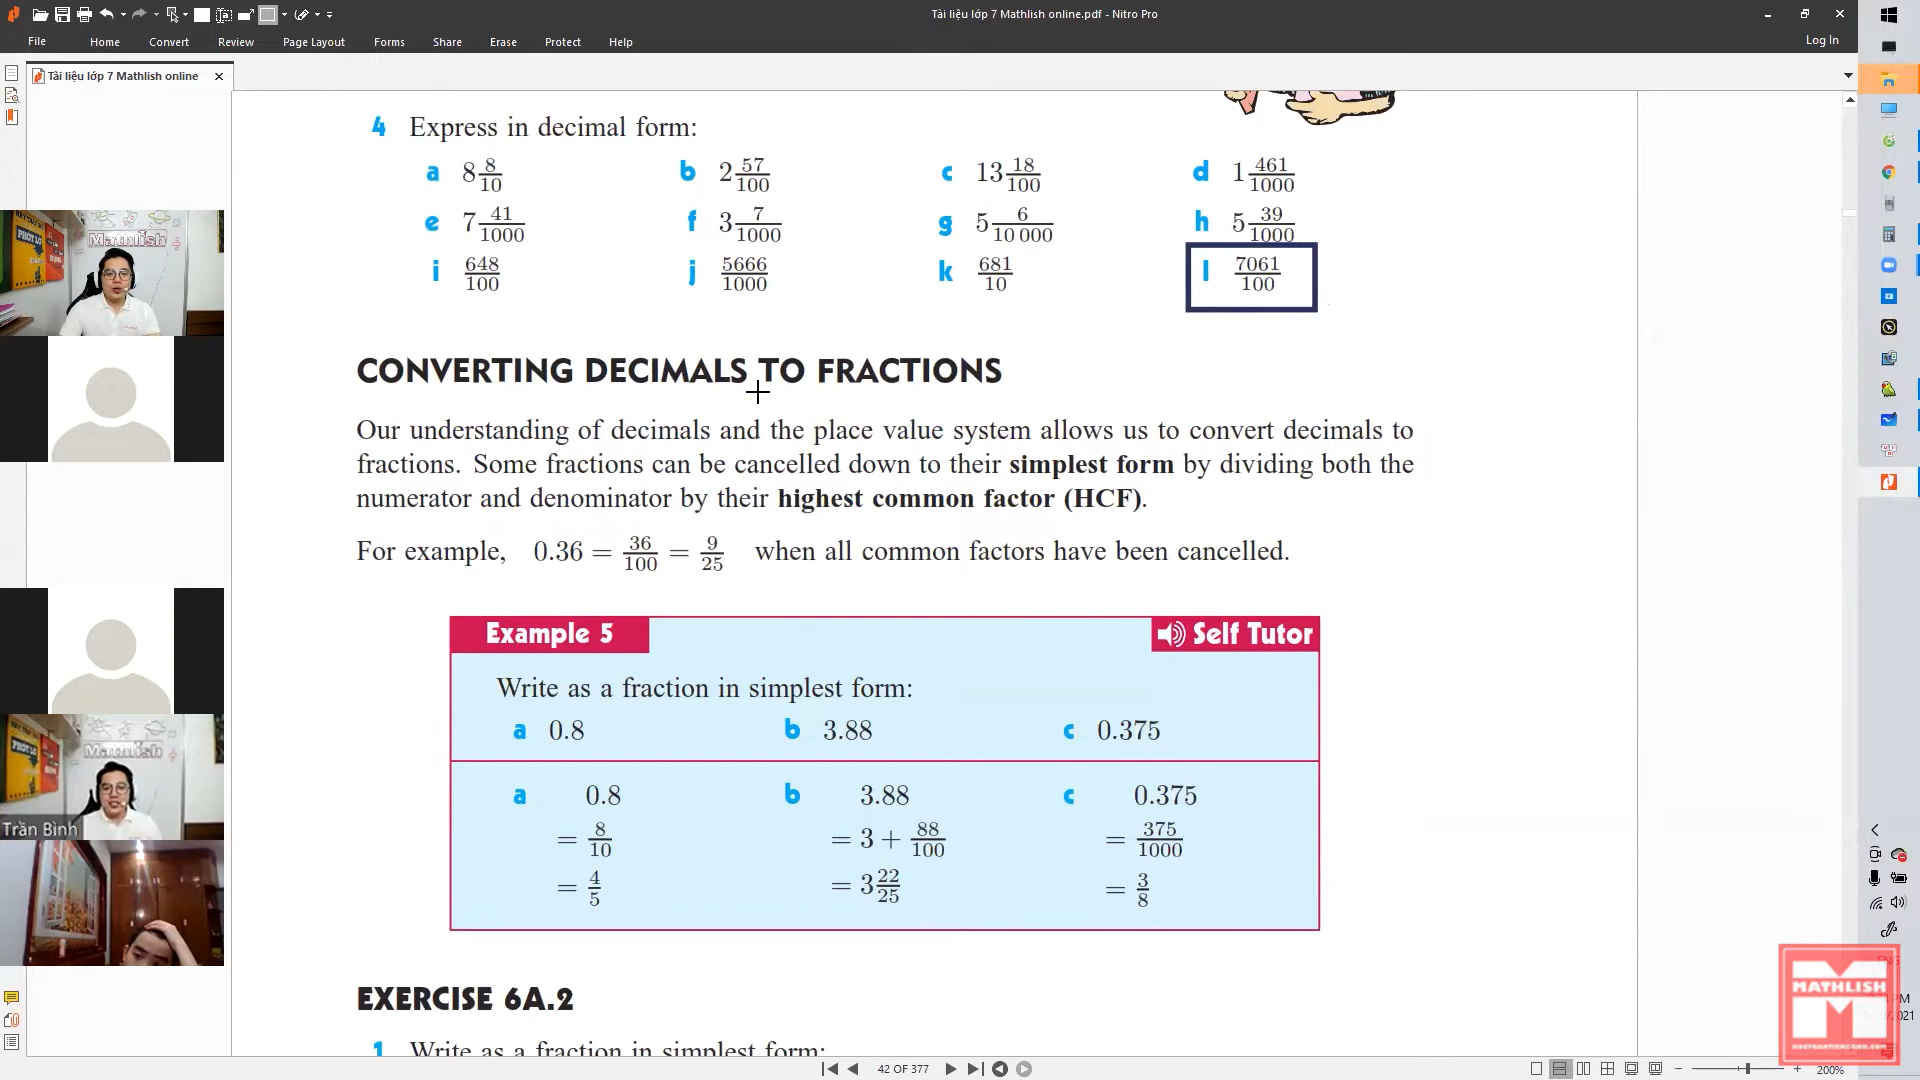 Tài liệu lớp 7 Mathlish online.pdf - Nitro Pro
File Home Convert Review Page Layout Forms Share Erase Protect Help Log In
Tài liệu lớp 7 Mathlish online
4 Express in decimal form:
a 8 8/10 b 2 57/100 c 13 18/100 d 1 461/1000
e 7 41/1000 f 3 7/1000 g 5 6/10 000 h 5 39/1000
i 648/100 j 5666/1000 k 681/10 l 7061/100
CONVERTING DECIMALS TO FRACTIONS
Our understanding of decimals and the place value system allows us to convert decimals to
fractions. Some fractions can be cancelled down to their simplest form by dividing both the
numerator and denominator by their highest common factor (HCF).
For example, 0.36 = 36/100 = 9/25 when all common factors have been cancelled.
Example 5 Self Tutor
Write as a fraction in simplest form:
a 0.8 b 3.88 c 0.375
a 0.8 b 3.88 c 0.375
= 8/10 = 3 + 88/100 = 375/1000
= 4/5 = 3 22/25 = 3/8
EXERCISE 6A.2
1 Write as a fraction in simplest form:
Mathlish
Mathlish
Trần Bình
MATHLISH
42 OF 377
200%